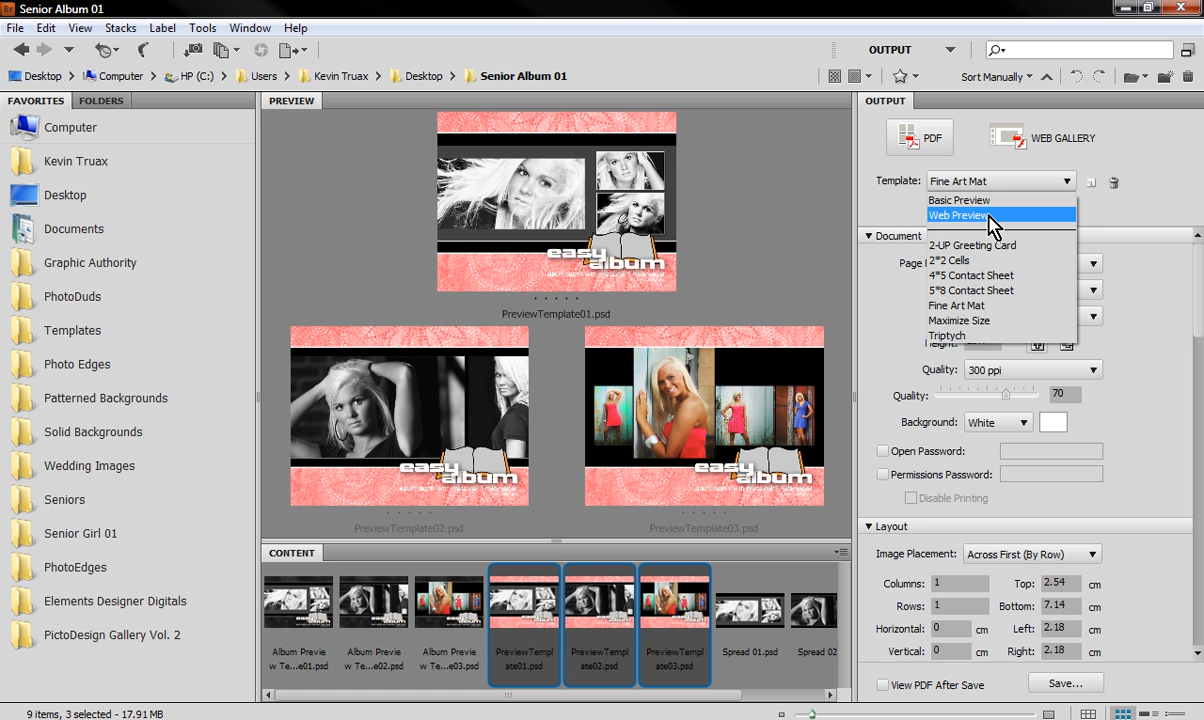 Br Senior Album 01
File Edit View Stacks Label Tools Window Help
OUTPUT
Desktop Computer HP (C:) Users Kevin Truax Desktop Senior Album 01 Sort Manually
FAVORITES FOLDERS
Computer
Kevin Truax
Desktop
Documents
Graphic Authority
PhotoDuds
Templates
Photo Edges
Patterned Backgrounds
Solid Backgrounds
Wedding Images
Seniors
Senior Girl 01
PhotoEdges
Elements Designer Digitals
PictoDesign Gallery Vol. 2
PREVIEW
easy
album
PreviewTemplate01.psd
easy
album
PreviewTemplate02.psd
easy
album
PreviewTemplate03.psd
CONTENT
Album Previe
w Te...e01.psd
Album Previe
w Te...e02.psd
Album Previe
w Te...e03.psd
PreviewTempl
ate01.psd
PreviewTempl
ate02.psd
PreviewTempl
ate03.psd
Spread 01.psd
Spread 02
OUTPUT
PDF WEB GALLERY
Template: Fine Art Mat
Basic Preview
Web Preview
2-UP Greeting Card
2*2 Cells
4*5 Contact Sheet
5*8 Contact Sheet
Fine Art Mat
Maximize Size
Triptych
Document
Page
Height:
Quality: 300 ppi
Quality: 70
Background: White
Open Password:
Permissions Password:
Disable Printing
Layout
Image Placement: Across First (By Row)
Columns: 1 Top: 2.54 cm
Rows: 1 Bottom: 7.14 cm
Horizontal: 0 cm Left: 2.18 cm
Vertical: 0 cm Right: 2.18 cm
View PDF After Save Save...
9 items, 3 selected - 17.91 MB